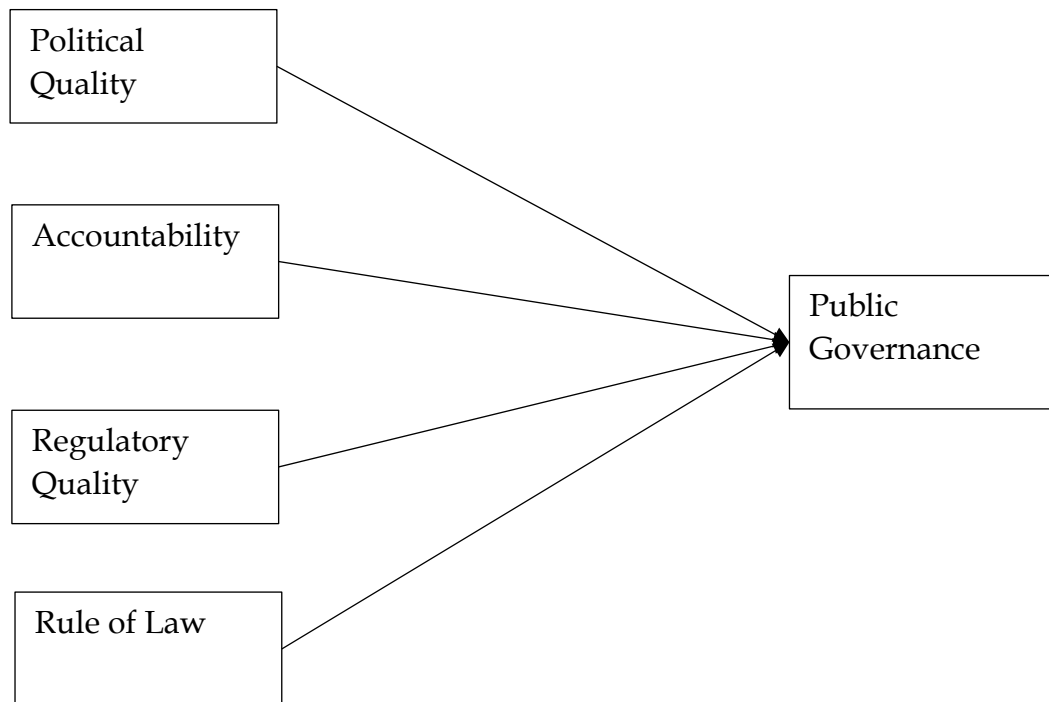 Political
Quality
Accountability
Regulatory
Quality
Rule of Law
Public
Governance